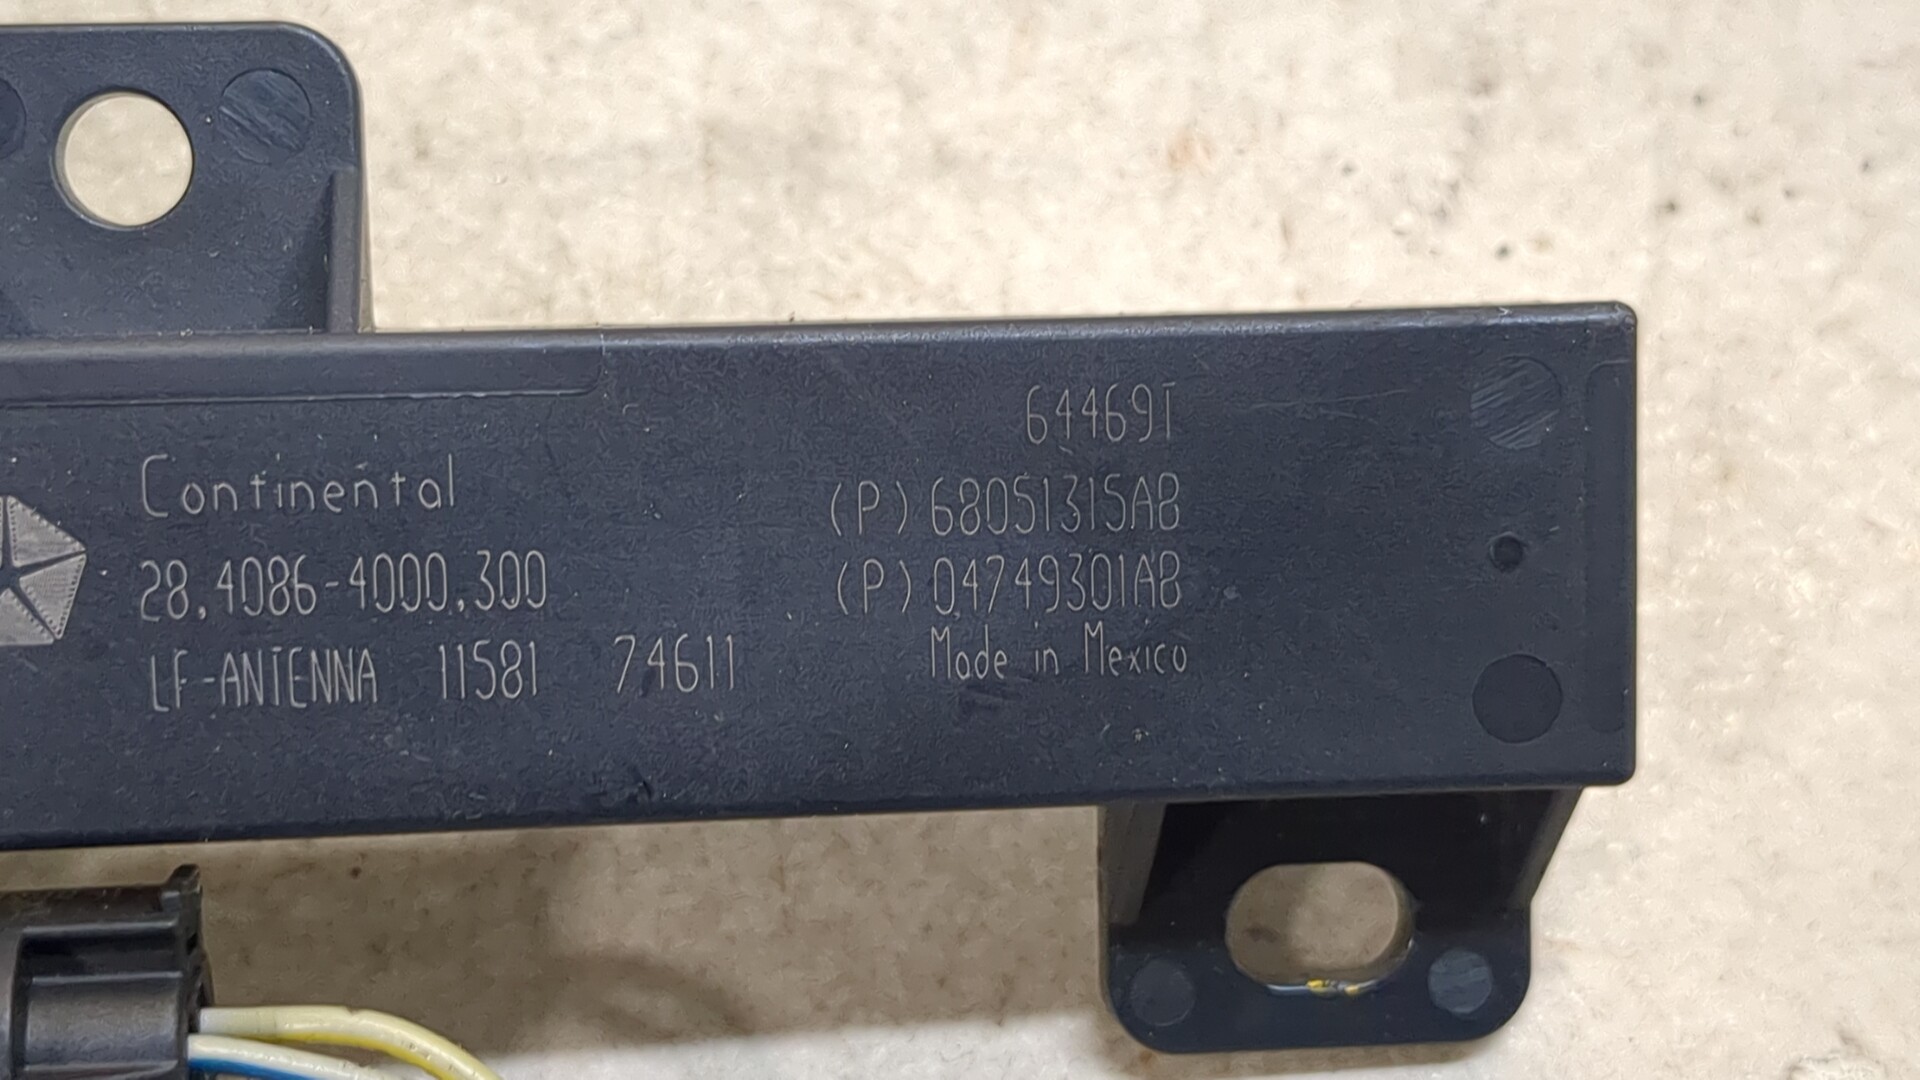 64469T
Continental
(P) 68051315AB
28.4086-4000.300
(P) 04749301AB
LF-ANTENNA 11581 74611
Made in Mexico